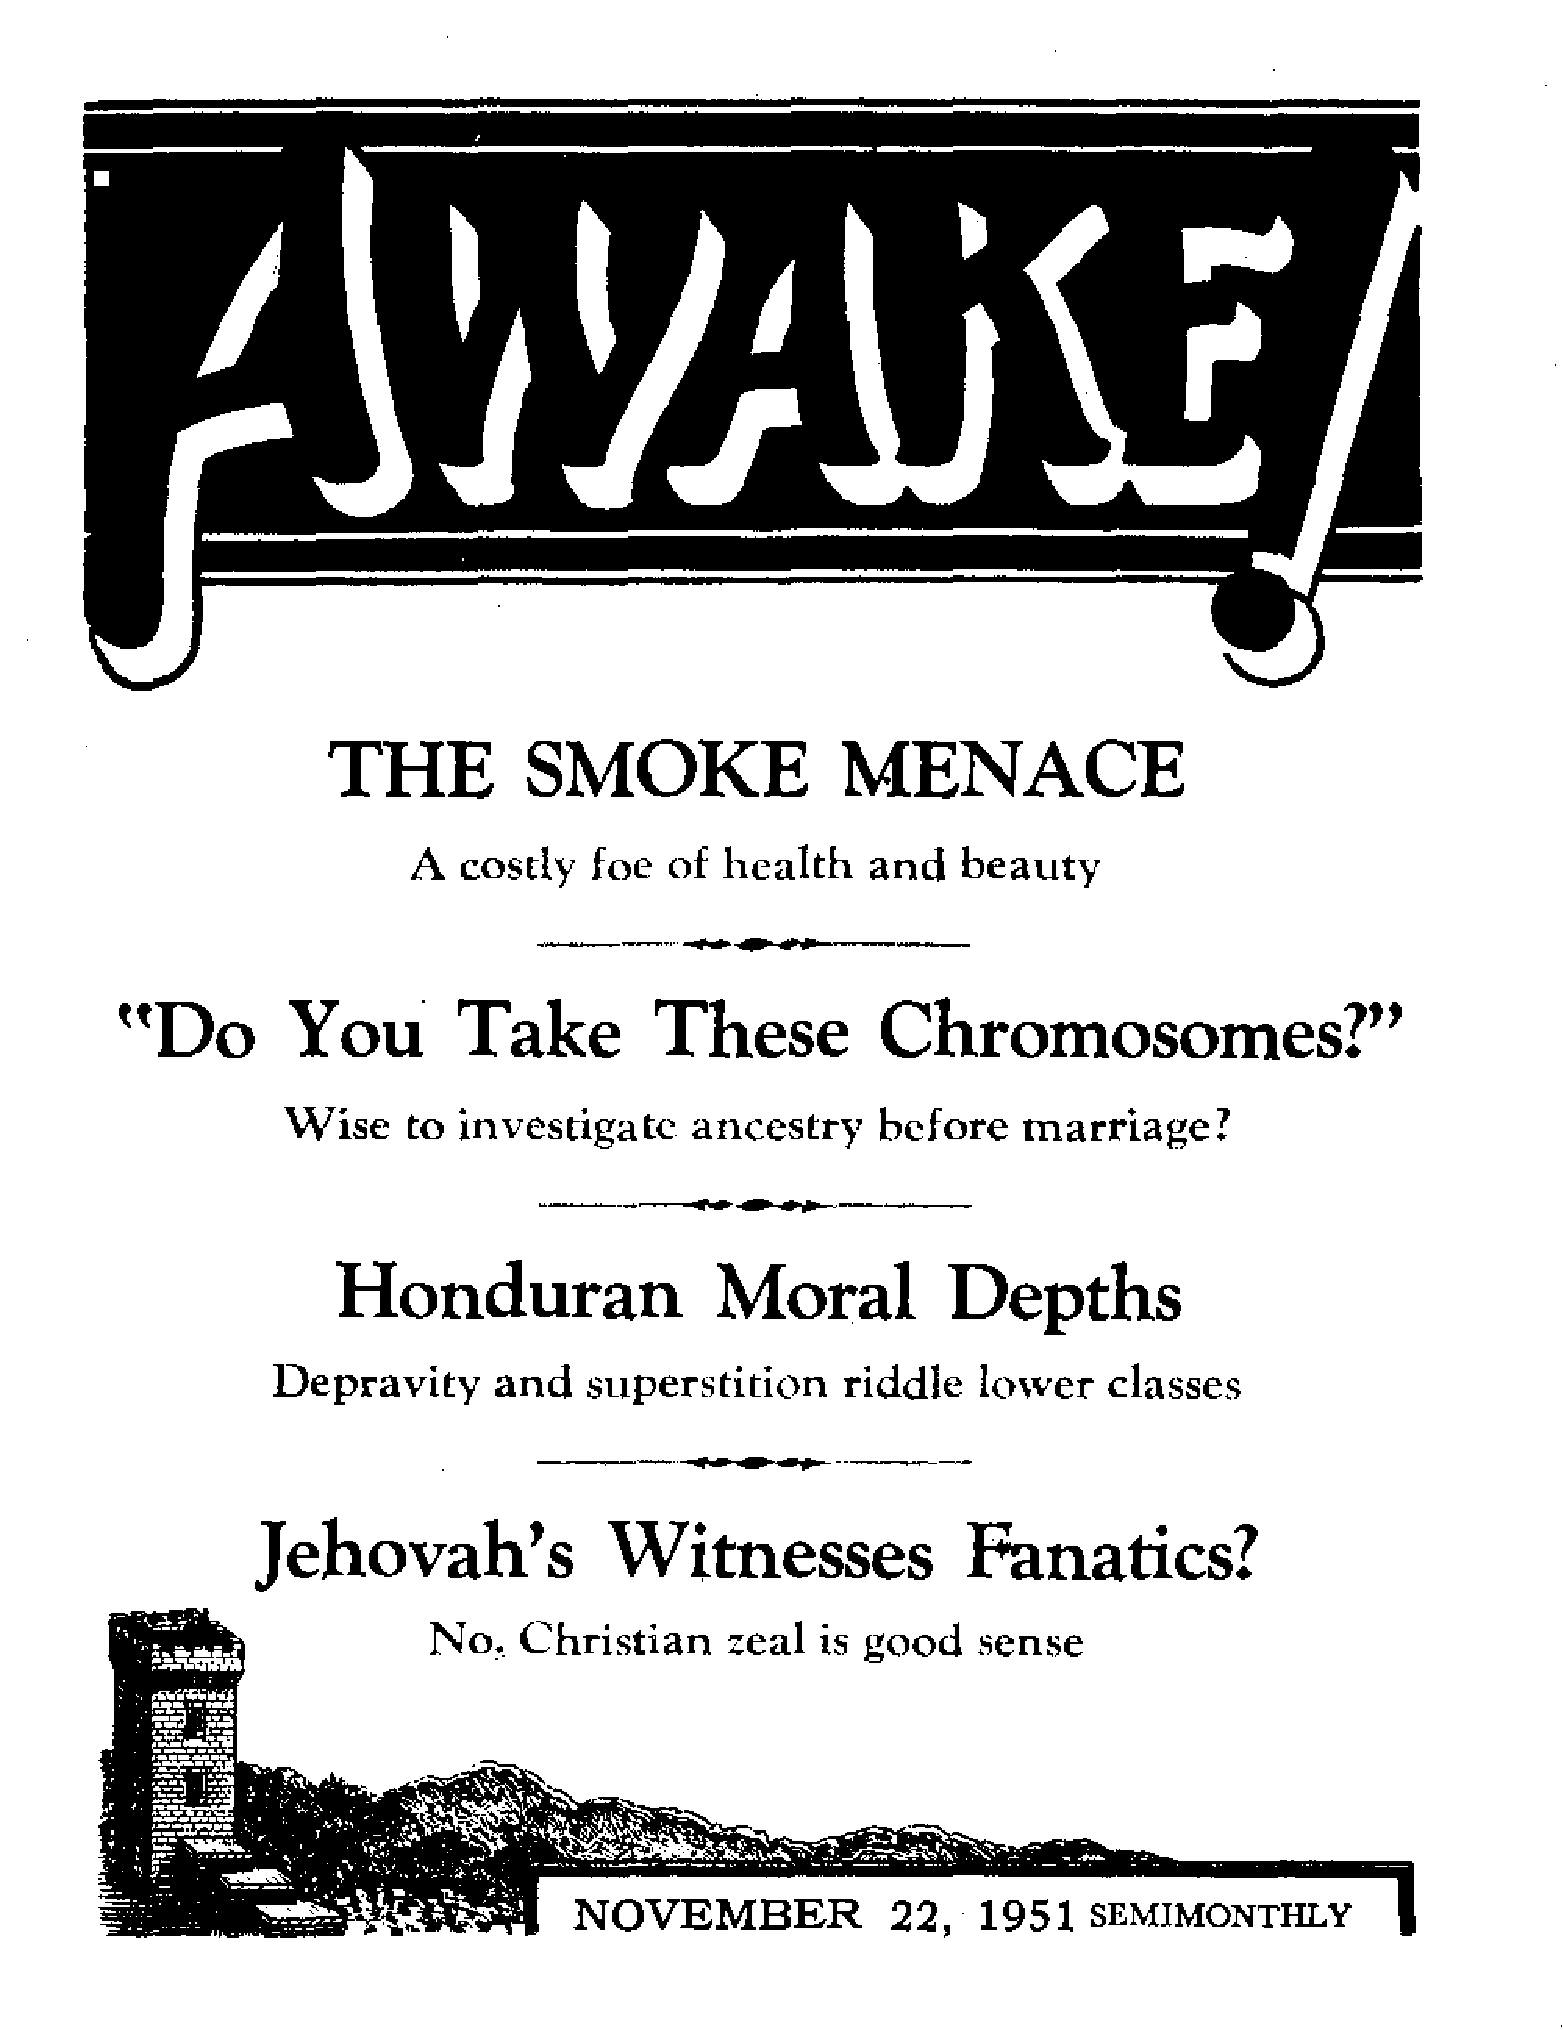 AWAKE!
THE SMOKE MENACE
A costly foe of health and beauty
"Do You Take These Chromosomes?"
Wise to investigate ancestry before marriage?
Honduran Moral Depths
Depravity and superstition riddle lower classes
Jehovah's Witnesses Fanatics?
No, Christian zeal is good sense
NOVEMBER 22, 1951 SEMIMONTHLY